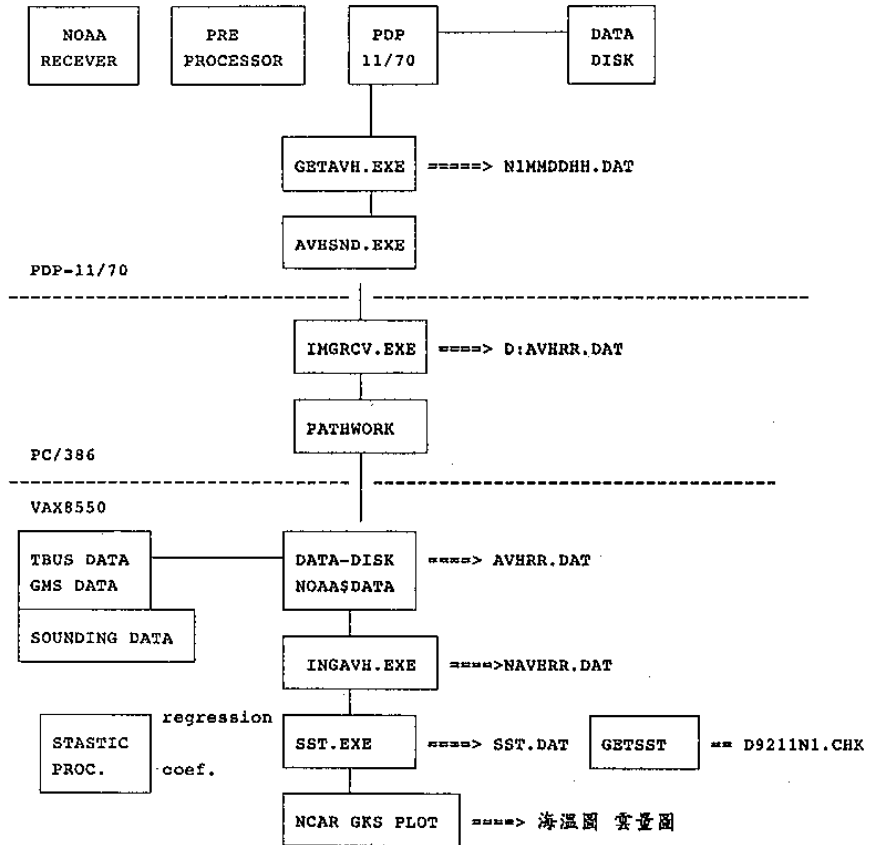 NOAA
RECEVER
PRE
PROCESSOR
PDP
11/70
DATA
DISK
GETAVH.EXE =====> N1MMDDHH.DAT
AVHSND.EXE
PDP-11/70
IMGRCV.EXE ====> D:AVHRR.DAT
PATHWORK
PC/386
VAX8550
TBUS DATA
GMS DATA
SOUNDING DATA
DATA-DISK
NOAA$DATA
====> AVHRR.DAT
INGAVH.EXE ====>NAVHRR.DAT
STASTIC
PROC.
regression
coef.
SST.EXE ====> SST.DAT
GETSST == D9211N1.CHK
NCAR GKS PLOT ====> 海溫圖 雲量圖